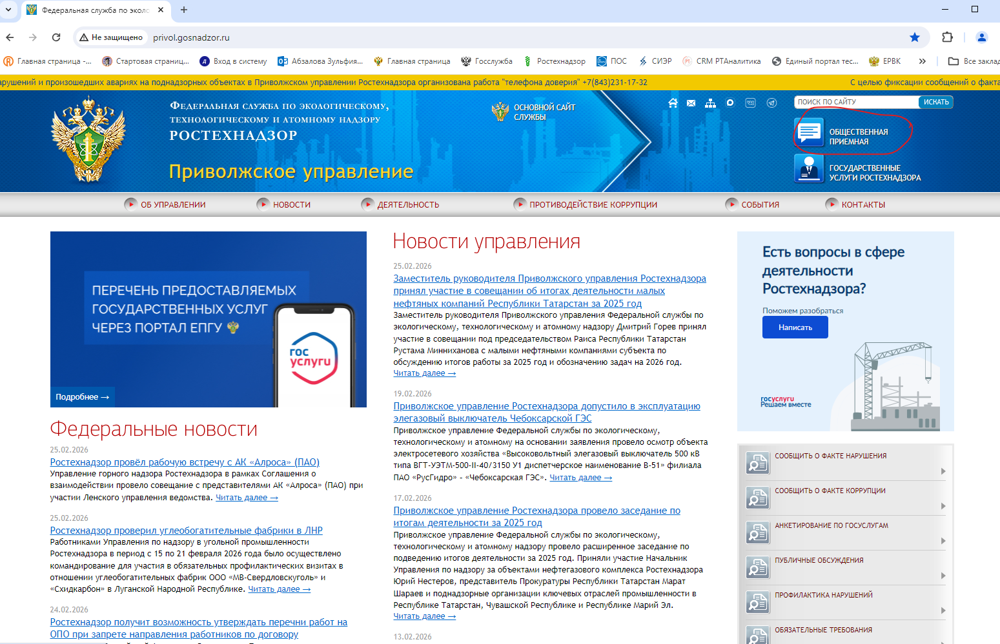 Федеральная служба по эколо
Не защищено
privol.gosnadzor.ru
Главная страница -...
Стартовая страниц...
Вход в систему
Абзалова Зульфия...
Главная страница
Госслужба
Ростехнадзор
ПОС
СИЭР
CRM РТАналитика
Единый портал тес...
ЕРВК
Все заклад
арушений и произошедших авариях на поднадзорных объектах в Приволжском управлении Ростехнадзора организована работа "телефона доверия" +7(843)231-17-32
С целью фиксации сообщений о факта
Федеральная служба по экологическому,
технологическому и атомному надзору
РОСТЕХНАДЗОР
Приволжское управление
ОСНОВНОЙ САЙТ
СЛУЖБЫ
ПОИСК ПО САЙТУ
ИСКАТЬ
ОБЩЕСТВЕННАЯ
ПРИЕМНАЯ
ГОСУДАРСТВЕННЫЕ
УСЛУГИ РОСТЕХНАДЗОРА
ОБ УПРАВЛЕНИИ
НОВОСТИ
ДЕЯТЕЛЬНОСТЬ
ПРОТИВОДЕЙСТВИЕ КОРРУПЦИИ
СОБЫТИЯ
КОНТАКТЫ
ПЕРЕЧЕНЬ ПРЕДОСТАВЛЯЕМЫХ
ГОСУДАРСТВЕННЫХ УСЛУГ
ЧЕРЕЗ ПОРТАЛ ЕПГУ
гос
услуги
Подробнее →
Федеральные новости
25.02.2026
Ростехнадзор провёл рабочую встречу с АК «Алроса» (ПАО)
Управление горного надзора Ростехнадзора в рамках Соглашения о
взаимодействии провело совещание с представителями АК «Алроса» (ПАО) при
участии Ленского управления ведомства. Читать далее →
25.02.2026
Ростехнадзор проверил углеобогатительные фабрики в ЛНР
Работниками Управления по надзору в угольной промышленности
Ростехнадзора в период с 15 по 21 февраля 2026 года было осуществлено
командирование для участия в обязательных профилактических визитах в
отношении углеобогатительных фабрик ООО «МВ-Свердловскуголь» и
«Схидкарбон» в Луганской Народной Республике. Читать далее →
24.02.2026
Ростехнадзор получит возможность утверждать перечни работ на
ОПО при запрете направления работников по договору
Новости управления
25.02.2026
Заместитель руководителя Приволжского управления Ростехнадзора
принял участие в совещании об итогах деятельности малых
нефтяных компаний Республики Татарстан за 2025 год
Заместитель руководителя Приволжского управления Федеральной службы по
экологическому, технологическому и атомному надзору Дмитрий Горев принял
участие в совещании под председательством Раиса Республики Татарстан
Рустама Минниханова с малыми нефтяными компаниями субъекта по
обсуждению итогов работы за 2025 год и обозначению задач на 2026 год.
Читать далее →
19.02.2026
Приволжское управление Ростехнадзора допустило в эксплуатацию
элегазовый выключатель Чебоксарской ГЭС
Приволжское управление Федеральной службы по экологическому,
технологическому и атомному на основании заявления провело осмотр объекта
электросетевого хозяйства «Высоковольтный элегазовый выключатель 500 кВ
типа ВГТ-УЭТМ-500-II-40/3150 У1 диспетчерское наименование В-51» филиала
ПАО «РусГидро» - «Чебоксарская ГЭС». Читать далее →
17.02.2026
Приволжское управление Ростехнадзора провело заседание по
итогам деятельности за 2025 год
Приволжское управление Федеральной службы по экологическому,
технологическому и атомному надзору провело расширенное заседание по
подведению итогов деятельности за 2025 год. Приняли участие Начальник
Управления по надзору за объектами нефтегазового комплекса Ростехнадзора
Юрий Нестеров, представитель Прокуратуры Республики Татарстан Марат
Шараев и поднадзорные организации ключевых отраслей промышленности в
Республике Татарстан, Чувашской Республике и Республике Марий Эл.
Читать далее →
13.02.2026
Есть вопросы в сфере
деятельности
Ростехнадзора?
Поможем разобраться
Написать
госуслуги
Решаем вместе
СООБЩИТЬ О ФАКТЕ НАРУШЕНИЯ
СООБЩИТЬ О ФАКТЕ КОРРУПЦИИ
АНКЕТИРОВАНИЕ ПО ГОСУСЛУГАМ
ПУБЛИЧНЫЕ ОБСУЖДЕНИЯ
ПРОФИЛАКТИКА НАРУШЕНИЙ
ОБЯЗАТЕЛЬНЫЕ ТРЕБОВАНИЯ